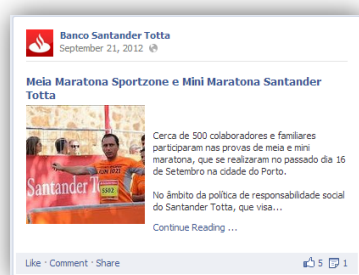 Banco Santander Totta
September 21, 2012
Meia Maratona Sportzone e Mini Maratona Santander
Totta
Cerca de 500 colaboradores e familiares
participaram nas provas de meia e mini
maratona, que se realizaram no passado dia 16
de Setembro na cidade do Porto.
No âmbito da política de responsabilidade social
do Santander Totta, que visa...
Continue Reading ...
Santander T
Like · Comment · Share
5 1